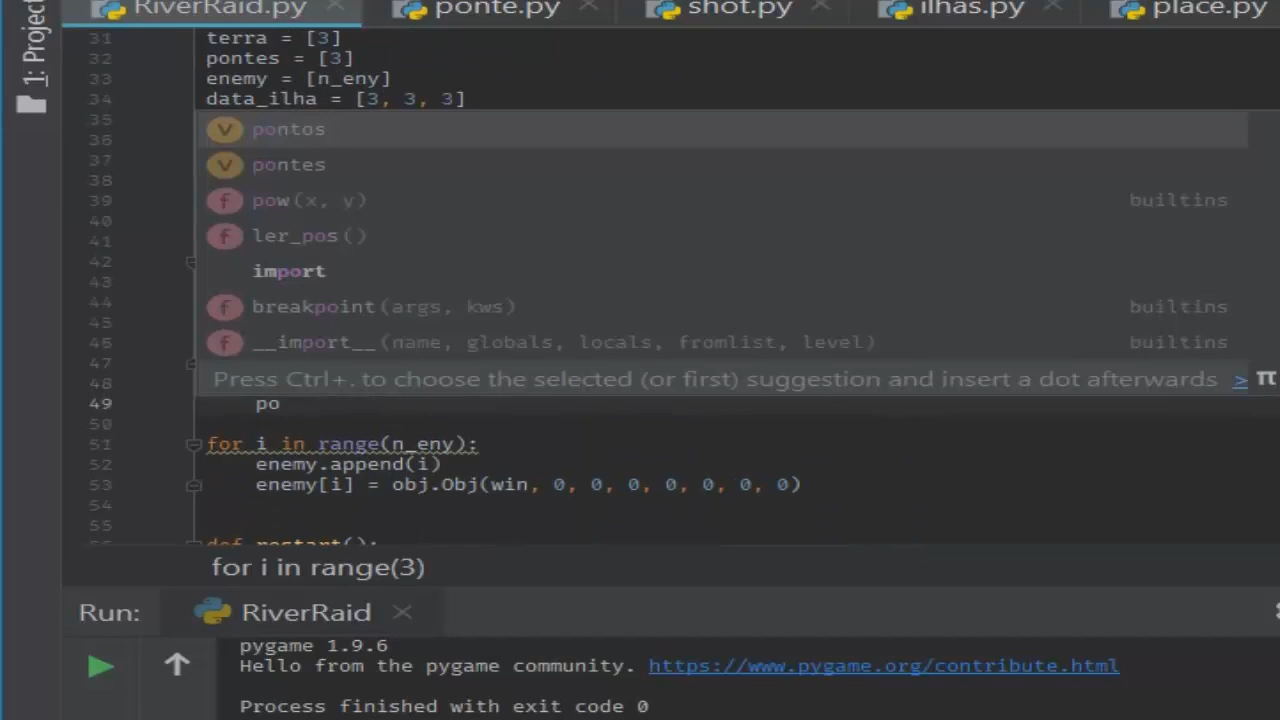 1: Project
RiverRaid.py ponte.py shot.py ilhas.py place.py
31 terra = [3]
32 pontes = [3]
33 enemy = [n_eny]
34 data_ilha = [3, 3, 3]
35
pontos
36
37 pontes
38
39 pow(x, y) builtins
40
41 ler_pos()
42 import
43
44 breakpoint(args, kws) builtins
45
46 __import__(name, globals, locals, fromlist, level) builtins
47
48 Press Ctrl+. to choose the selected (or first) suggestion and insert a dot afterwards > π
49 po
50
51 for i in range(n_eny):
52 enemy.append(i)
53 enemy[i] = obj.Obj(win, 0, 0, 0, 0, 0, 0, 0)
54
55
56 def restart():
for i in range(3)
Run: RiverRaid
pygame 1.9.6
Hello from the pygame community. https://www.pygame.org/contribute.html
Process finished with exit code 0